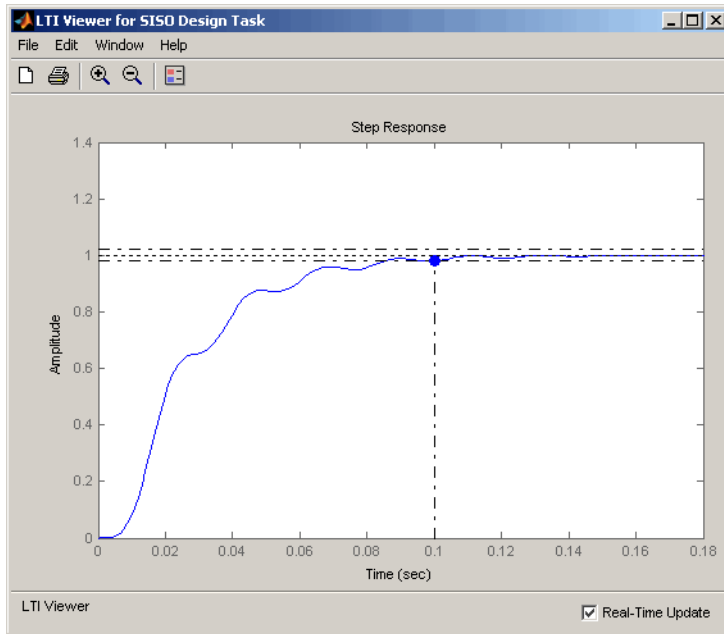 LTI Viewer for SISO Design Task
File Edit Window Help
Step Response
1.4
1.2
1
0.8
0.6
0.4
0.2
0
Amplitude
0 0.02 0.04 0.06 0.08 0.1 0.12 0.14 0.16 0.18
Time (sec)
LTI Viewer
Real-Time Update